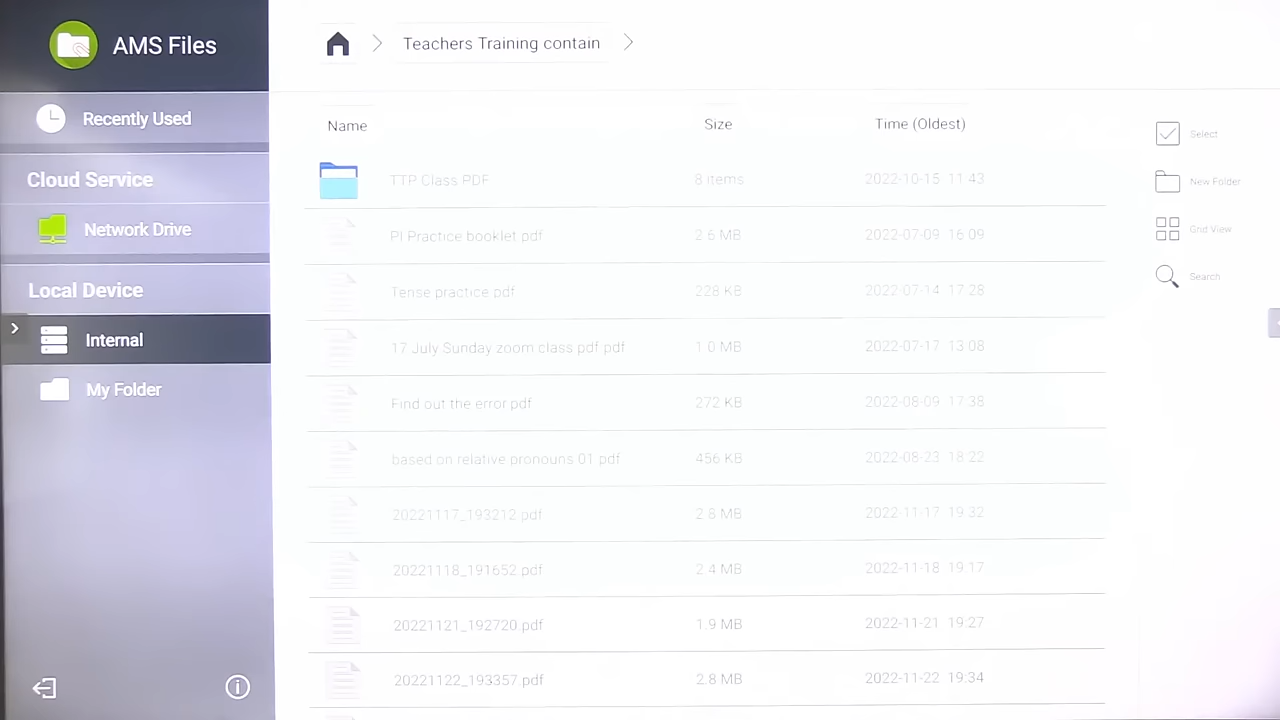 AMS Files
Recently Used
Cloud Service
Network Drive
Local Device
Internal
My Folder
Teachers Training contain
Name Size Time (Oldest)
TTP Class PDF 8 items 2022-10-15 11:43
PI Practice booklet.pdf 2.6 MB 2022-07-09 16:09
Tense practice.pdf 228 KB 2022-07-14 17:28
17 July Sunday zoom class pdf.pdf 1.0 MB 2022-07-17 13:08
Find out the error.pdf 272 KB 2022-08-09 17:38
based on relative pronouns 01.pdf 456 KB 2022-08-23 18:22
20221117_193212.pdf 2.8 MB 2022-11-17 19:32
20221118_191652.pdf 2.4 MB 2022-11-18 19:17
20221121_192720.pdf 1.9 MB 2022-11-21 19:27
20221122_193357.pdf 2.8 MB 2022-11-22 19:34
Select
New Folder
Grid View
Search